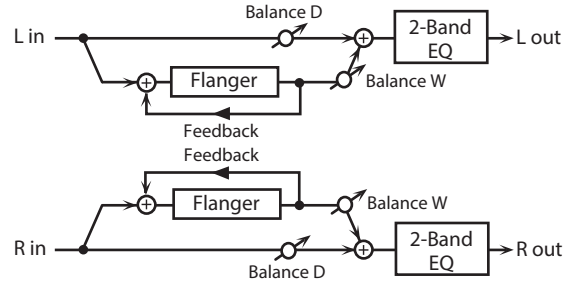 Balance D
L in
+
2-Band
EQ
L out
+
Flanger
Balance W
Feedback
Feedback
+
Flanger
Balance W
R in
+
2-Band
EQ
R out
Balance D